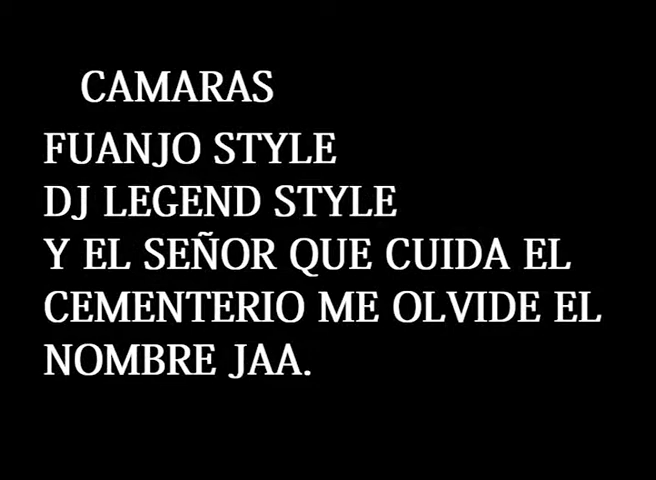 CAMARAS
FUANJO STYLE
DJ LEGEND STYLE
Y EL SEÑOR QUE CUIDA EL
CEMENTERIO ME OLVIDE EL
NOMBRE JAA.